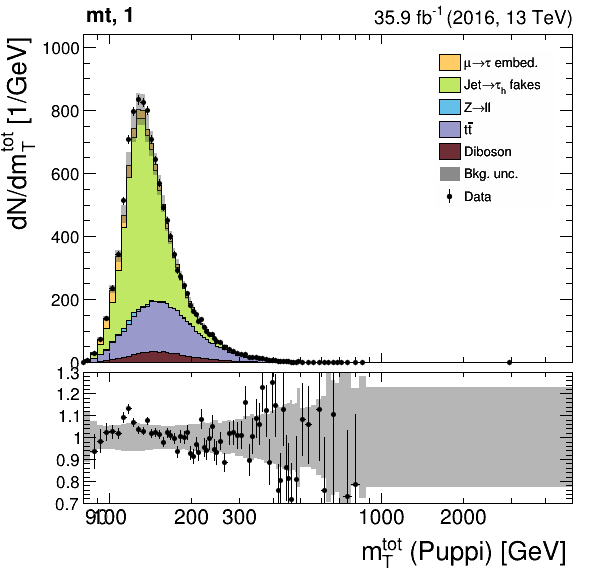 mt, 1
35.9 fb⁻¹ (2016, 13 TeV)
dN/dm_T^tot [1/GeV]
1000
800
600
400
200
0
μ→τ embed.
Jet→τ_h fakes
Z→ll
tt̄
Diboson
Bkg. unc.
Data
1.3
1.2
1.1
1
0.9
0.8
0.7
90
100
200
300
1000
2000
m_T^tot (Puppi) [GeV]